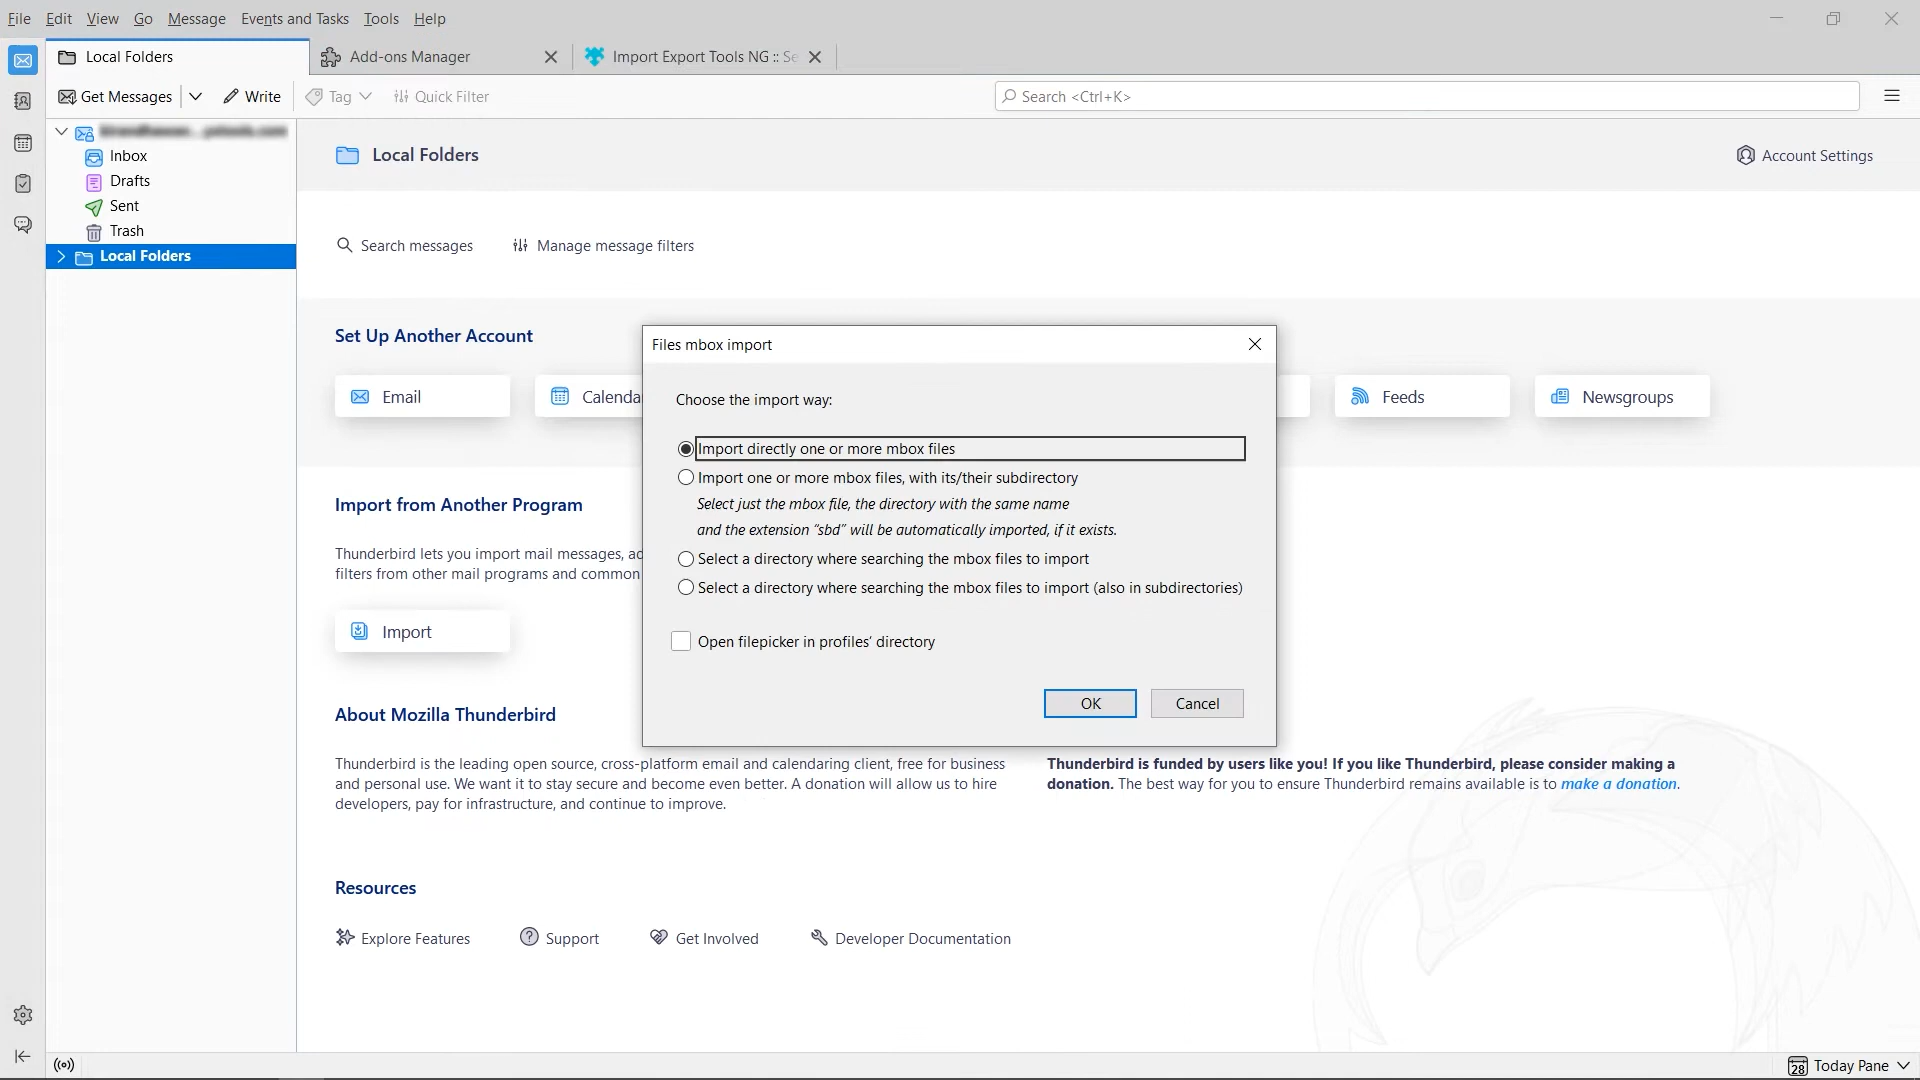 File Edit View Go Message Events and Tasks Tools Help
Local Folders
Add-ons Manager
Import Export Tools NG :: Se
Get Messages
Write
Tag
Quick Filter
Search <Ctrl+K>
Inbox
Drafts
Sent
Trash
Local Folders
Local Folders
Account Settings
Search messages
Manage message filters
Set Up Another Account
Email
Calenda
Feeds
Newsgroups
Files mbox import
Choose the import way:
Import directly one or more mbox files
Import one or more mbox files, with its/their subdirectory
Select just the mbox file, the directory with the same name
and the extension “sbd” will be automatically imported, if it exists.
Select a directory where searching the mbox files to import
Select a directory where searching the mbox files to import (also in subdirectories)
Open filepicker in profiles’ directory
OK
Cancel
Import from Another Program
Thunderbird lets you import mail messages, ad
filters from other mail programs and common
Import
About Mozilla Thunderbird
Thunderbird is the leading open source, cross-platform email and calendaring client, free for business
and personal use. We want it to stay secure and become even better. A donation will allow us to hire
developers, pay for infrastructure, and continue to improve.
Thunderbird is funded by users like you! If you like Thunderbird, please consider making a
donation. The best way for you to ensure Thunderbird remains available is to make a donation.
Resources
Explore Features
Support
Get Involved
Developer Documentation
28 Today Pane